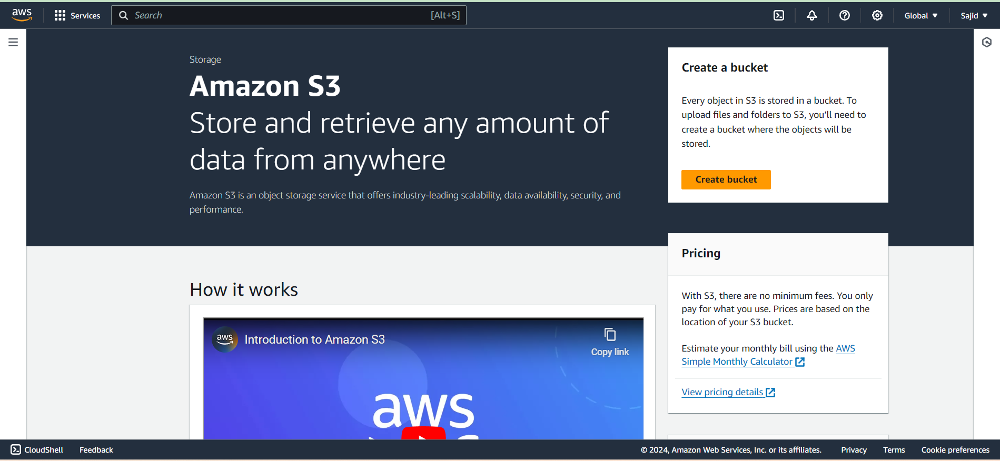 aws
Services
Search
[Alt+S]
Global
Sajid
Storage
Amazon S3
Store and retrieve any amount of
data from anywhere
Amazon S3 is an object storage service that offers industry-leading scalability, data availability, security, and
performance.
Create a bucket
Every object in S3 is stored in a bucket. To
upload files and folders to S3, you’ll need to
create a bucket where the objects will be
stored.
Create bucket
How it works
aws
Introduction to Amazon S3
Copy link
aws
Pricing
With S3, there are no minimum fees. You only
pay for what you use. Prices are based on the
location of your S3 bucket.
Estimate your monthly bill using the AWS
Simple Monthly Calculator
View pricing details
CloudShell
Feedback
© 2024, Amazon Web Services, Inc. or its affiliates.
Privacy
Terms
Cookie preferences